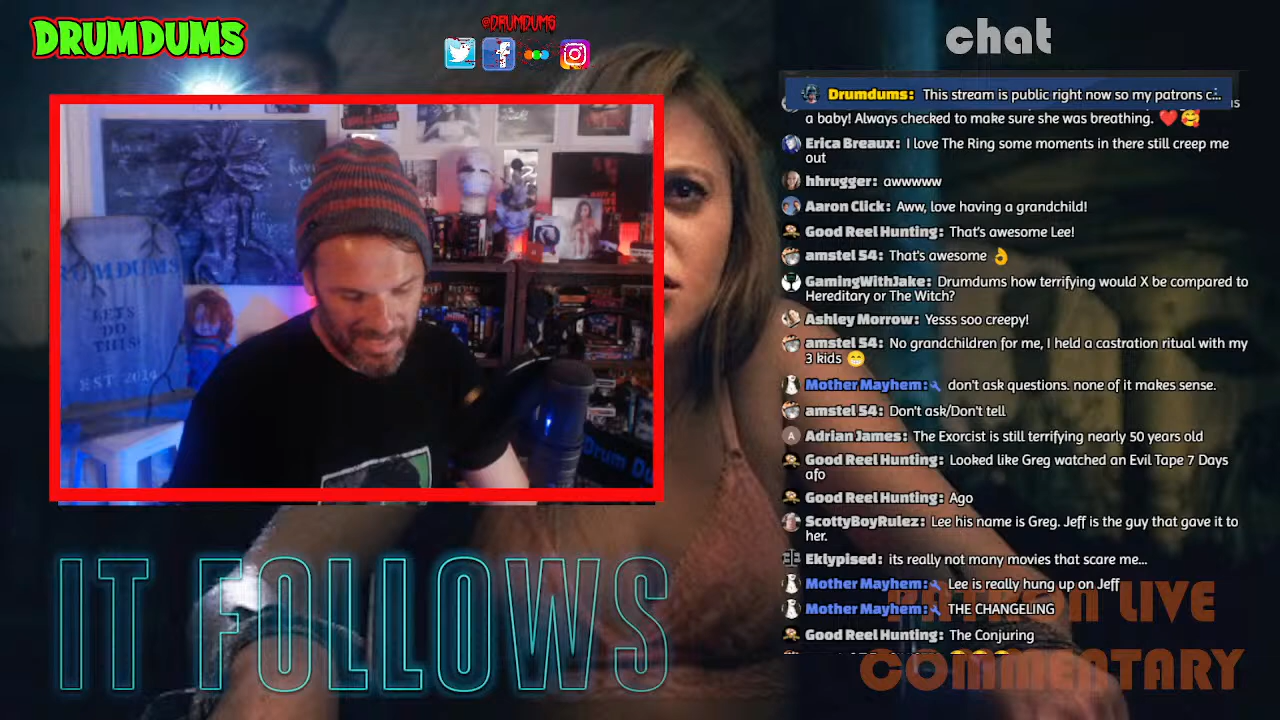 DRUMDUMS
@DRUMDUMS
chat
Drumdums: This stream is public right now so my patrons c...
a baby! Always checked to make sure she was breathing. ❤️🥰
Erica Breaux: I love The Ring some moments in there still creep me
out
hhrugger: awwwww
Aaron Click: Aww, love having a grandchild!
Good Reel Hunting: That's awesome Lee!
amstel 54: That's awesome 👌
GamingWithJake: Drumdums how terrifying would X be compared to
Hereditary or The Witch?
Ashley Morrow: Yesss soo creepy!
amstel 54: No grandchildren for me, I held a castration ritual with my
3 kids 😁
Mother Mayhem: don't ask questions. none of it makes sense.
amstel 54: Don't ask/Don't tell
A Adrian James: The Exorcist is still terrifying nearly 50 years old
Good Reel Hunting: Looked like Greg watched an Evil Tape 7 Days
afo
Good Reel Hunting: Ago
ScottyBoyRulez: Lee his name is Greg. Jeff is the guy that gave it to
her.
Eklypised: its really not many movies that scare me...
Mother Mayhem: Lee is really hung up on Jeff
Mother Mayhem: THE CHANGELING
Good Reel Hunting: The Conjuring
RUMDUMS
LETS
DO
THIS!
EST. 2014
Drum Du
IT FOLLOWS
LIVE
COMMENTARY